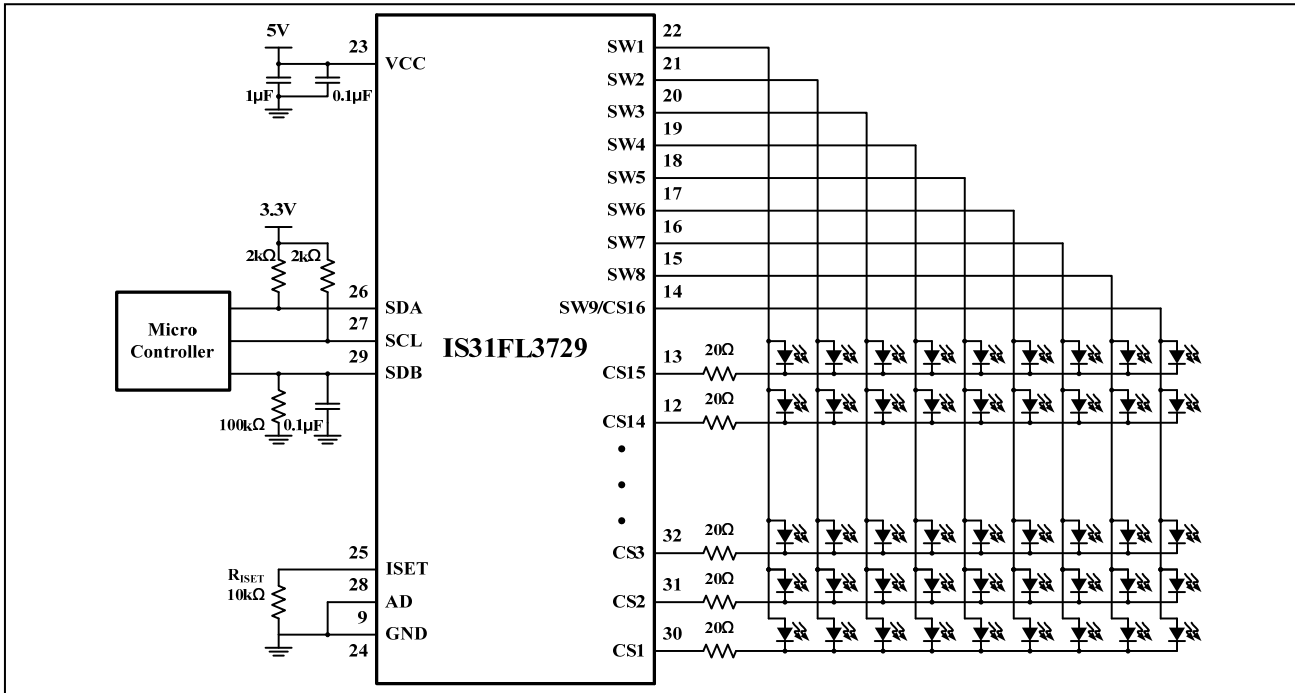 5V
23
VCC
1µF
0.1µF
3.3V
2kΩ
2kΩ
Micro
Controller
26
SDA
27
SCL
29
SDB
100kΩ
0.1µF
IS31FL3729
25
ISET
R_ISET
10kΩ
28
AD
9
GND
24
22
SW1
21
SW2
20
SW3
19
SW4
18
SW5
17
SW6
16
SW7
15
SW8
14
SW9/CS16
13
CS15
20Ω
12
CS14
20Ω
32
CS3
20Ω
31
CS2
20Ω
30
CS1
20Ω